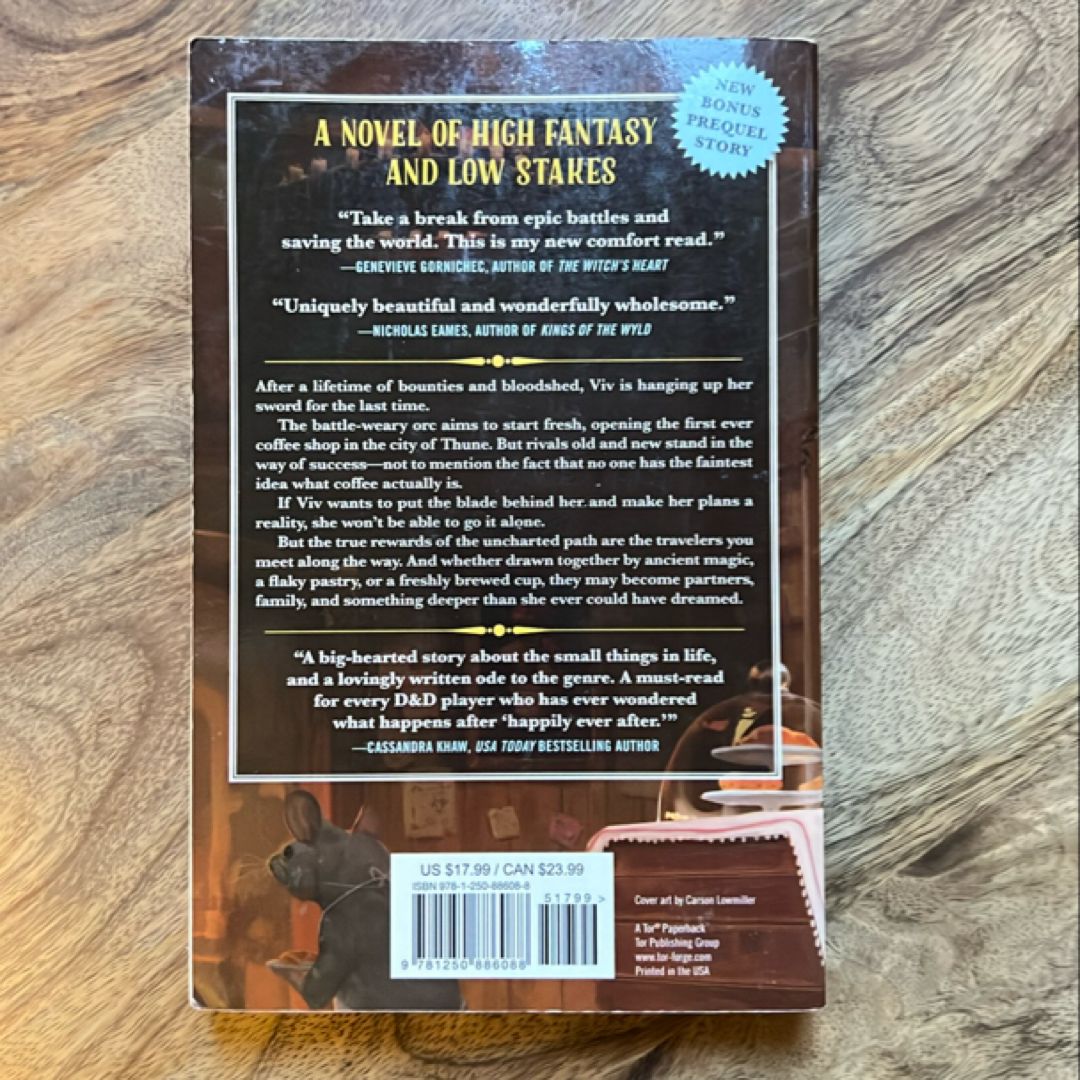 NEW
BONUS
PREQUEL
STORY
A NOVEL OF HIGH FANTASY
AND LOW STAKES
“Take a break from epic battles and
saving the world. This is my new comfort read.”
—GENEVIEVE GORNICHEC, AUTHOR OF THE WITCH’S HEART
“Uniquely beautiful and wonderfully wholesome.”
—NICHOLAS EAMES, AUTHOR OF KINGS OF THE WYLD
After a lifetime of bounties and bloodshed, Viv is hanging up her
sword for the last time.
The battle-weary orc aims to start fresh, opening the first ever
coffee shop in the city of Thune. But rivals old and new stand in the
way of success—not to mention the fact that no one has the faintest
idea what coffee actually is.
If Viv wants to put the blade behind her and make her plans a
reality, she won’t be able to go it alone.
But the true rewards of the uncharted path are the travelers you
meet along the way. And whether drawn together by ancient magic,
a flaky pastry, or a freshly brewed cup, they may become partners,
family, and something deeper than she ever could have dreamed.
“A big-hearted story about the small things in life,
and a lovingly written ode to the genre. A must-read
for every D&D player who has ever wondered
what happens after ‘happily ever after.’”
—CASSANDRA KHAW, USA TODAY BESTSELLING AUTHOR
US $17.99 / CAN $23.99
ISBN 978-1-250-88608-8
51799 >
9 781250 886088
Cover art by Carson Lowmiller
A Tor® Paperback
Tor Publishing Group
www.tor-forge.com
Printed in the USA